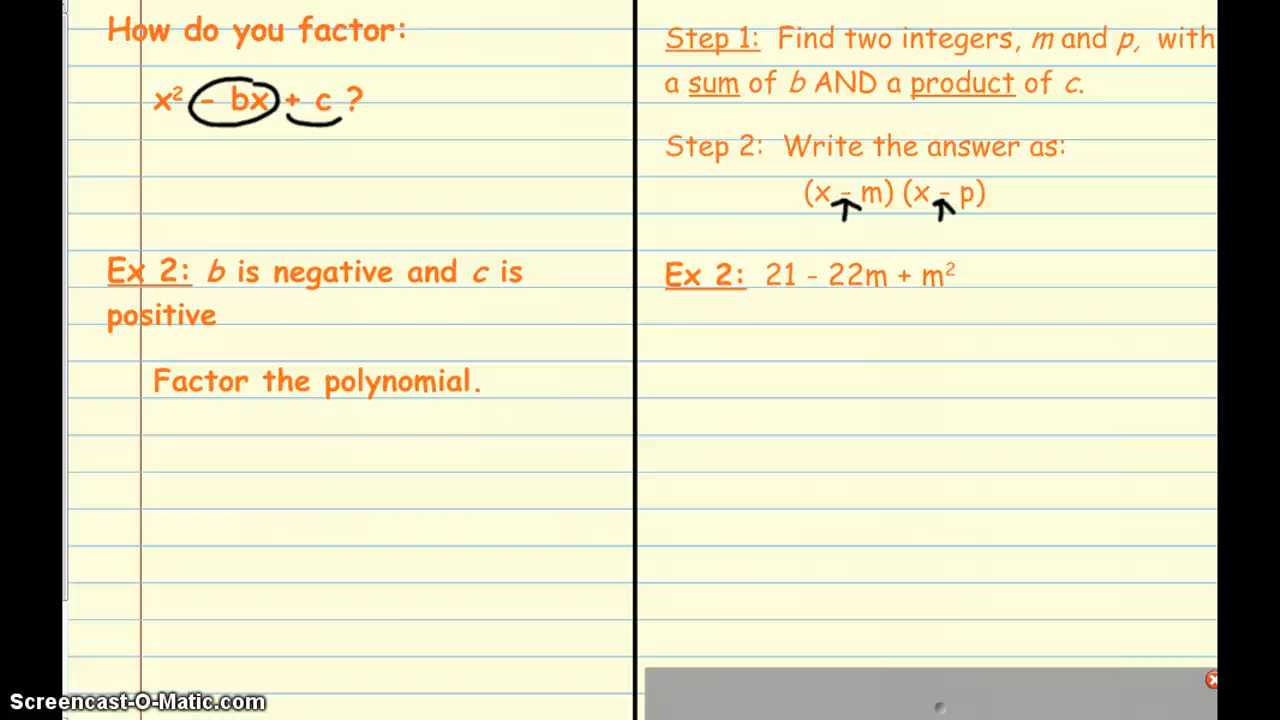 How do you factor:
x² - bx + c ?
Ex 2: b is negative and c is
positive
Factor the polynomial.
Step 1: Find two integers, m and p, with
a sum of b AND a product of c.
Step 2: Write the answer as:
(x - m) (x - p)
Ex 2: 21 - 22m + m²
Screencast-O-Matic.com